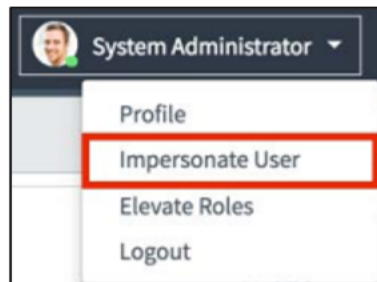 System Administrator
Profile
Impersonate User
Elevate Roles
Logout